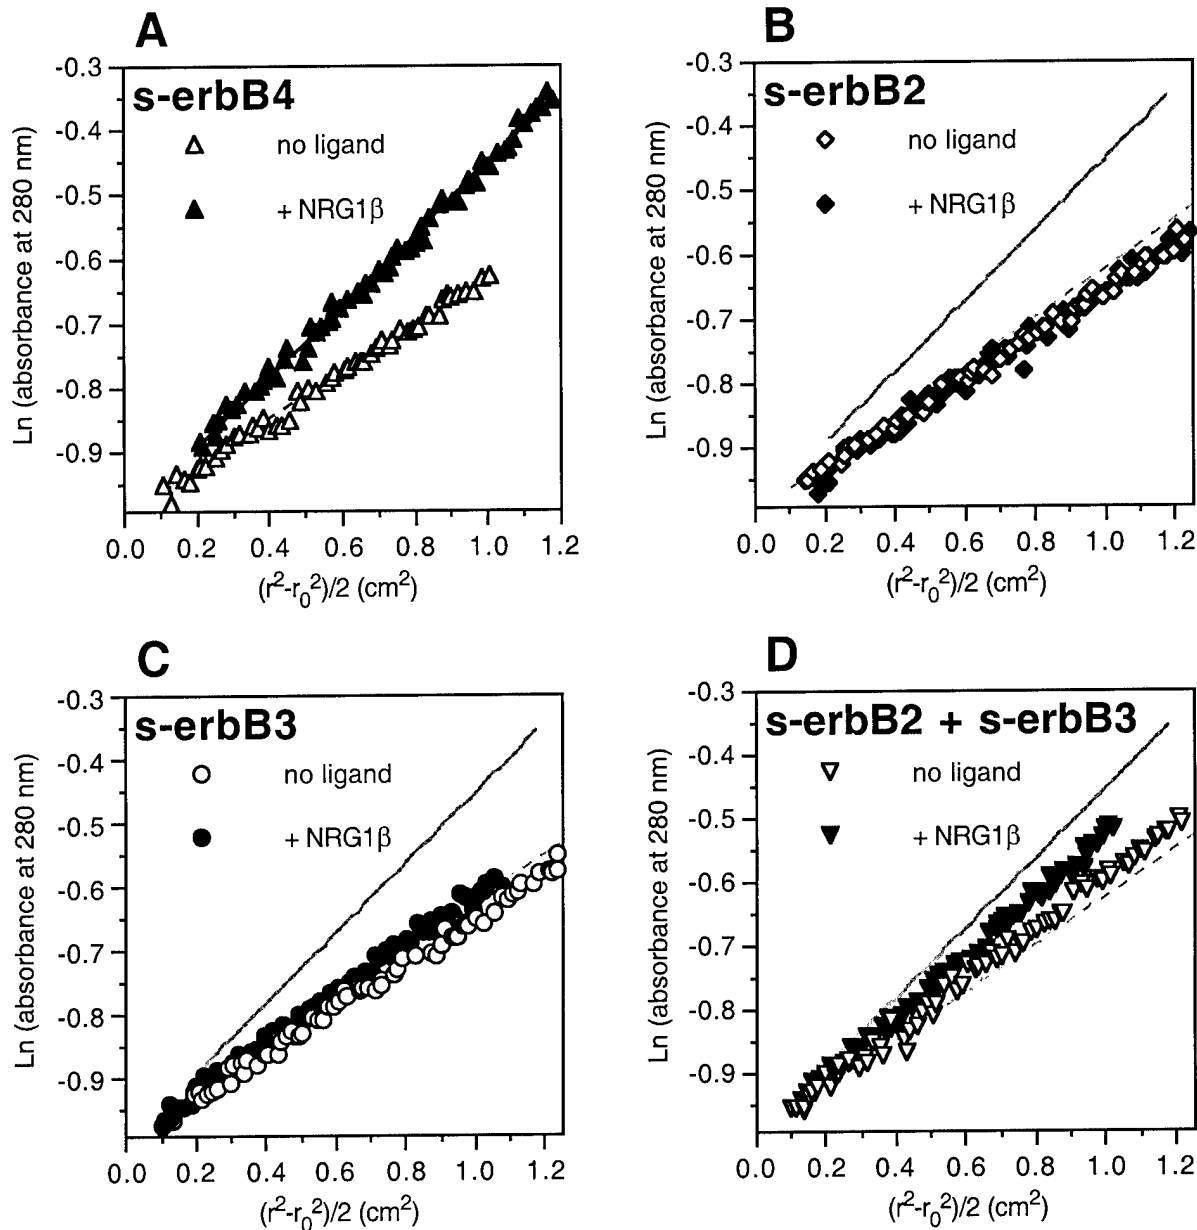 A
s-erbB4
no ligand
+ NRG1β
Ln (absorbance at 280 nm)
-0.3
-0.4
-0.5
-0.6
-0.7
-0.8
-0.9
0.0 0.2 0.4 0.6 0.8 1.0 1.2
(r²-r₀²)/2 (cm²)
B
s-erbB2
no ligand
+ NRG1β
Ln (absorbance at 280 nm)
-0.3
-0.4
-0.5
-0.6
-0.7
-0.8
-0.9
0.0 0.2 0.4 0.6 0.8 1.0 1.2
(r²-r₀²)/2 (cm²)
C
s-erbB3
no ligand
+ NRG1β
Ln (absorbance at 280 nm)
-0.3
-0.4
-0.5
-0.6
-0.7
-0.8
-0.9
0.0 0.2 0.4 0.6 0.8 1.0 1.2
(r²-r₀²)/2 (cm²)
D
s-erbB2 + s-erbB3
no ligand
+ NRG1β
Ln (absorbance at 280 nm)
-0.3
-0.4
-0.5
-0.6
-0.7
-0.8
-0.9
0.0 0.2 0.4 0.6 0.8 1.0 1.2
(r²-r₀²)/2 (cm²)